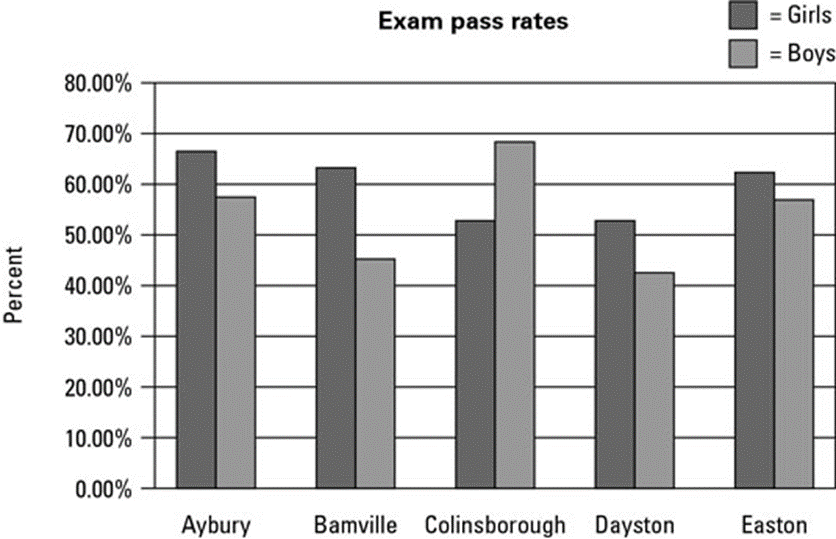 Exam pass rates
= Girls
= Boys
80.00%
70.00%
60.00%
50.00%
40.00%
30.00%
20.00%
10.00%
0.00%
Percent
Aybury Bamville Colinsborough Dayston Easton